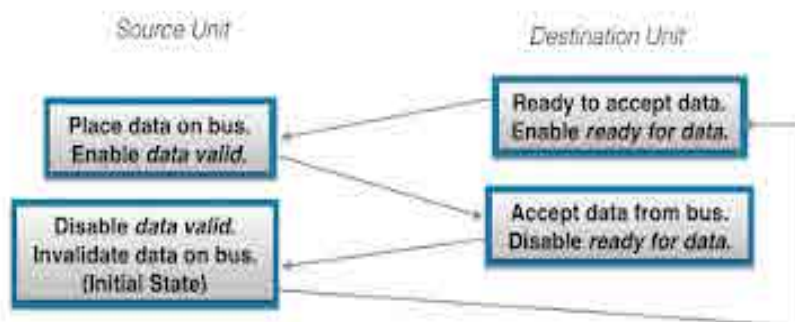 Source Unit
Destination Unit
Ready to accept data.
Enable ready for data.
Place data on bus.
Enable data valid.
Accept data from bus.
Disable ready for data.
Disable data valid.
Invalidate data on bus.
(Initial State)